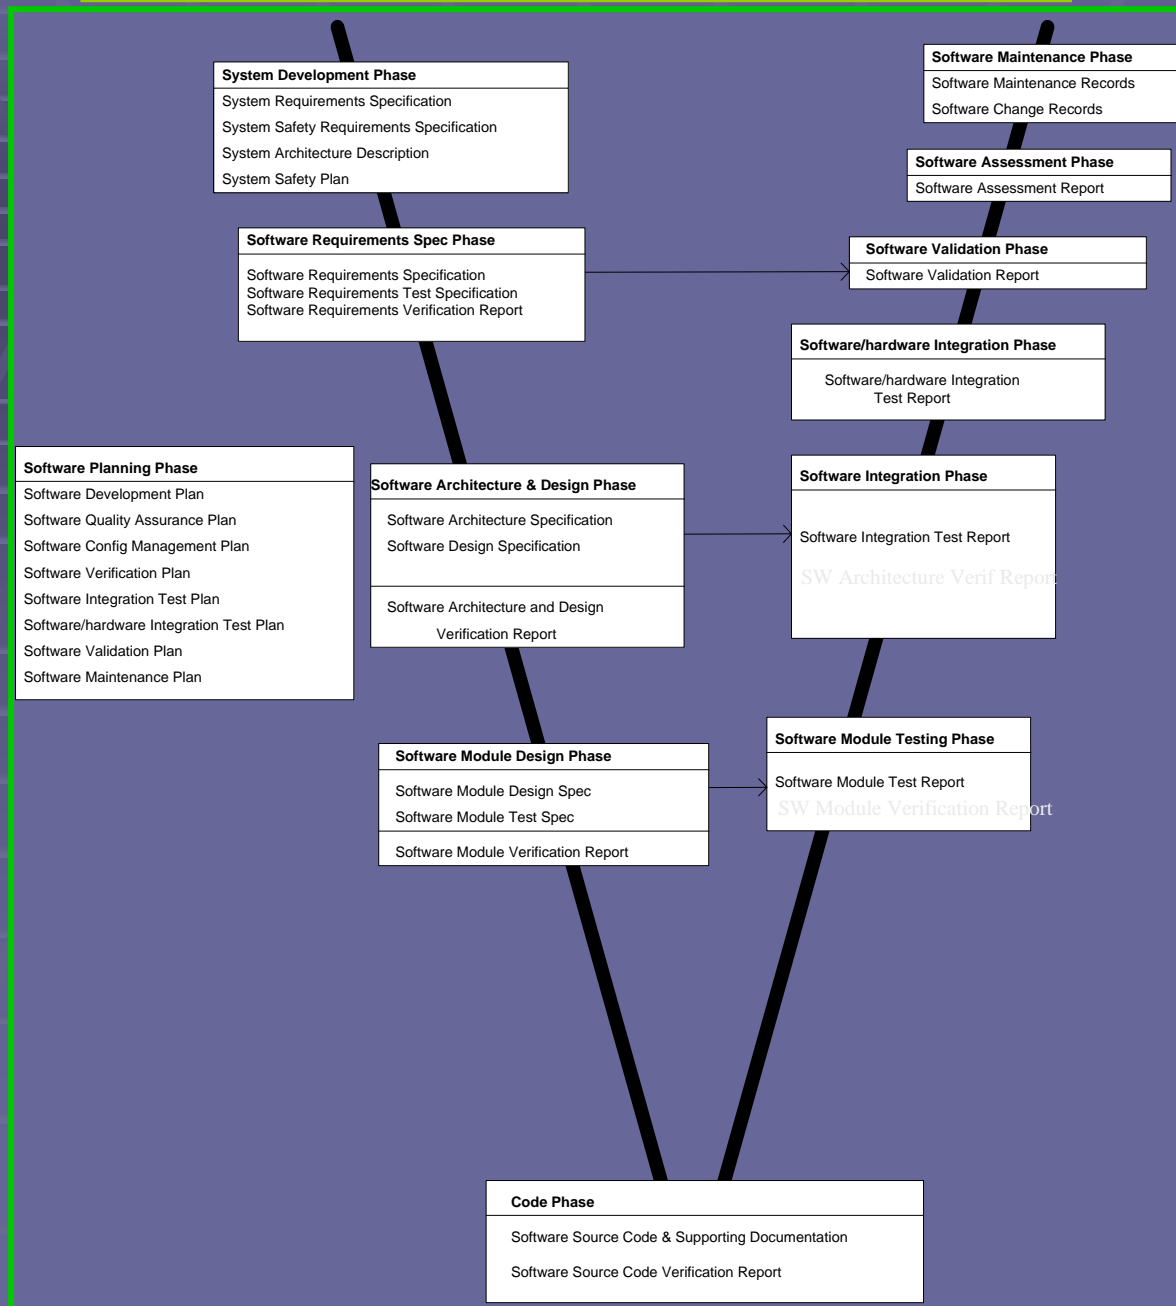 System Development Phase
System Requirements Specification
System Safety Requirements Specification
System Architecture Description
System Safety Plan
Software Requirements Spec Phase
Software Requirements Specification
Software Requirements Test Specification
Software Requirements Verification Report
Software Planning Phase
Software Development Plan
Software Quality Assurance Plan
Software Config Management Plan
Software Verification Plan
Software Integration Test Plan
Software/hardware Integration Test Plan
Software Validation Plan
Software Maintenance Plan
Software Architecture & Design Phase
Software Architecture Specification
Software Design Specification
Software Architecture and Design
Verification Report
Software Module Design Phase
Software Module Design Spec
Software Module Test Spec
Software Module Verification Report
Code Phase
Software Source Code & Supporting Documentation
Software Source Code Verification Report
Software Maintenance Phase
Software Maintenance Records
Software Change Records
Software Assessment Phase
Software Assessment Report
Software Validation Phase
Software Validation Report
Software/hardware Integration Phase
Software/hardware Integration
Test Report
Software Integration Phase
Software Integration Test Report
SW Architecture Verif Report
Software Module Testing Phase
Software Module Test Report
SW Module Verification Report